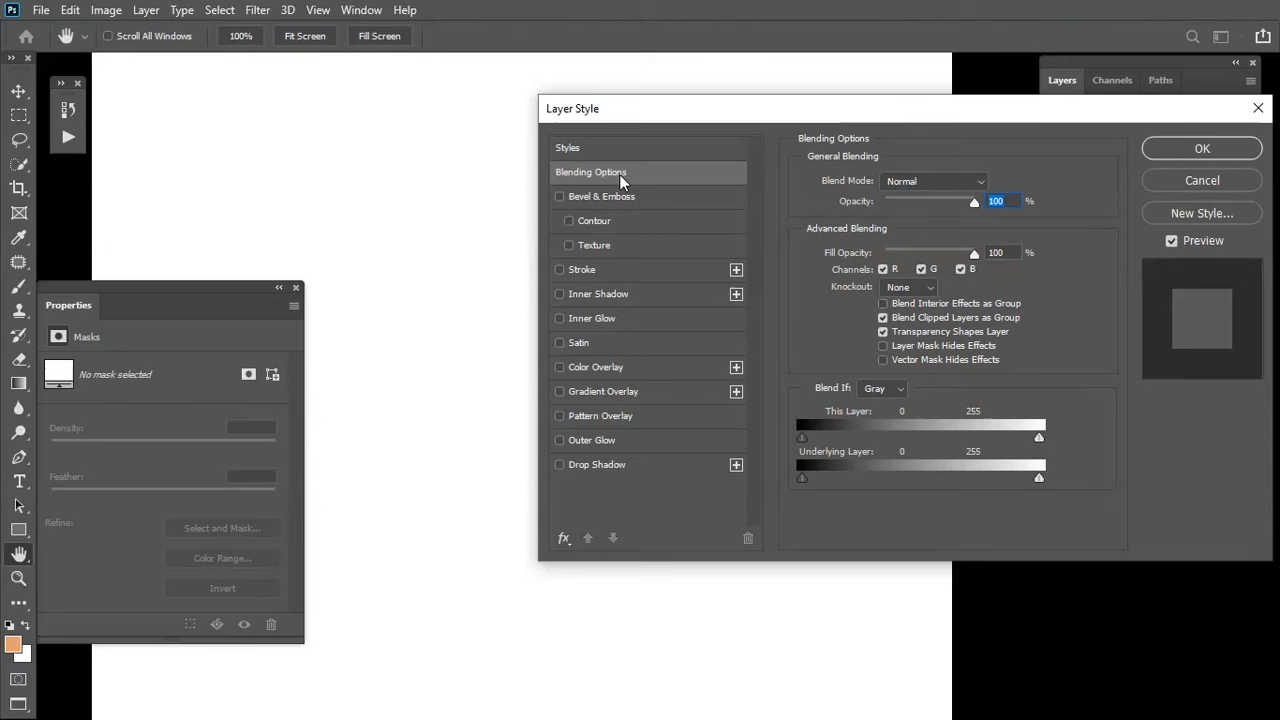 Ps File Edit Image Layer Type Select Filter 3D View Window Help
Scroll All Windows 100% Fit Screen Fill Screen
Layers Channels Paths
Layer Style
Styles
Blending Options
Bevel & Emboss
Contour
Texture
Stroke
Inner Shadow
Inner Glow
Satin
Color Overlay
Gradient Overlay
Pattern Overlay
Outer Glow
Drop Shadow
fx
Blending Options
General Blending
Blend Mode: Normal
Opacity: 100 %
Advanced Blending
Fill Opacity: 100 %
Channels: R G B
Knockout: None
Blend Interior Effects as Group
Blend Clipped Layers as Group
Transparency Shapes Layer
Layer Mask Hides Effects
Vector Mask Hides Effects
Blend If: Gray
This Layer: 0 255
Underlying Layer: 0 255
OK
Cancel
New Style...
Preview
Properties
Masks
No mask selected
Density:
Feather:
Refine:
Select and Mask...
Color Range...
Invert